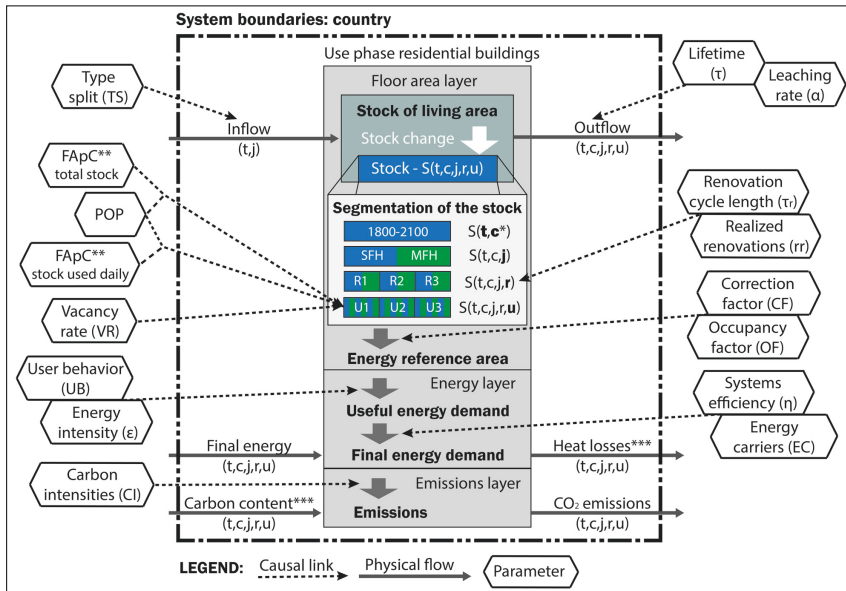 System boundaries: country
Use phase residential buildings
Floor area layer
Stock of living area
Stock change
Stock - S(t,c,j,r,u)
Type
split (TS)
Inflow
(t,j)
Lifetime
(τ)
Leaching
rate (α)
Outflow
(t,c,j,r,u)
FApC**
total stock
POP
FApC**
stock used daily
Vacancy
rate (VR)
Segmentation of the stock
1800-2100 S(t,c*)
SFH MFH S(t,c,j)
R1 R2 R3 S(t,c,j,r)
U1 U2 U3 S(t,c,j,r,u)
Renovation
cycle length (τr)
Realized
renovations (rr)
Correction
factor (CF)
Occupancy
factor (OF)
Energy reference area
User behavior
(UB)
Energy
intensity (ε)
Energy layer
Useful energy demand
Systems
efficiency (η)
Energy
carriers (EC)
Final energy
(t,c,j,r,u)
Final energy demand
Heat losses***
(t,c,j,r,u)
Carbon
intensities (CI)
Emissions layer
Carbon content***
(t,c,j,r,u)
Emissions
CO₂ emissions
(t,c,j,r,u)
LEGEND: Causal link Physical flow Parameter